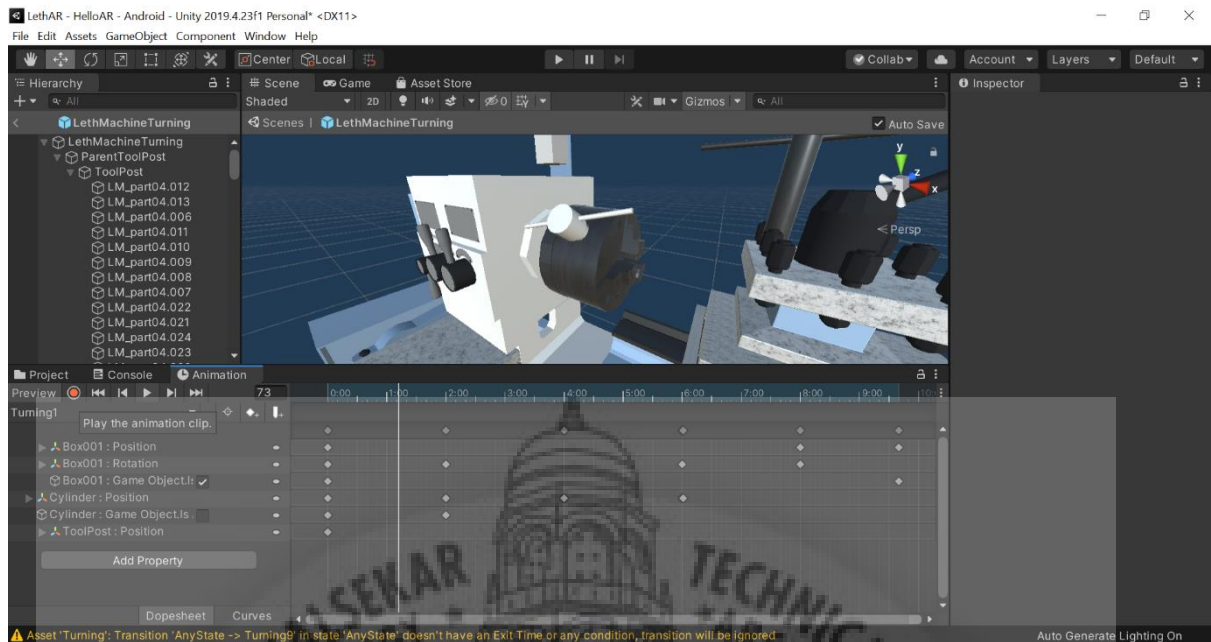 LethAR - HelloAR - Android - Unity 2019.4.23f1 Personal* <DX11>
File Edit Assets GameObject Component Window Help
Center Local Collab Account Layers Default
Hierarchy Scene Game Asset Store Inspector
All Shaded 2D 0 Gizmos All
LethMachineTurning Scenes | LethMachineTurning Auto Save
LethMachineTurning
ParentToolPost
ToolPost
LM_part04.012
LM_part04.013
LM_part04.006
LM_part04.011
LM_part04.010
LM_part04.009
LM_part04.008
LM_part04.007
LM_part04.022
LM_part04.021
LM_part04.024
LM_part04.023
y
z
x
Persp
Project Console Animation
Preview 73 0:00 1:00 2:00 3:00 4:00 5:00 6:00 7:00 8:00 9:00
Turning1
Play the animation clip.
Box001 : Position
Box001 : Rotation
Box001 : Game Object.Is
Cylinder : Position
Cylinder : Game Object.Is
ToolPost : Position
Add Property
ASEKAR TECHN
Dopesheet Curves
Asset 'Turning': Transition 'AnyState -> Turning9' in state 'AnyState' doesn't have an Exit Time or any condition, transition will be ignored
Auto Generate Lighting On